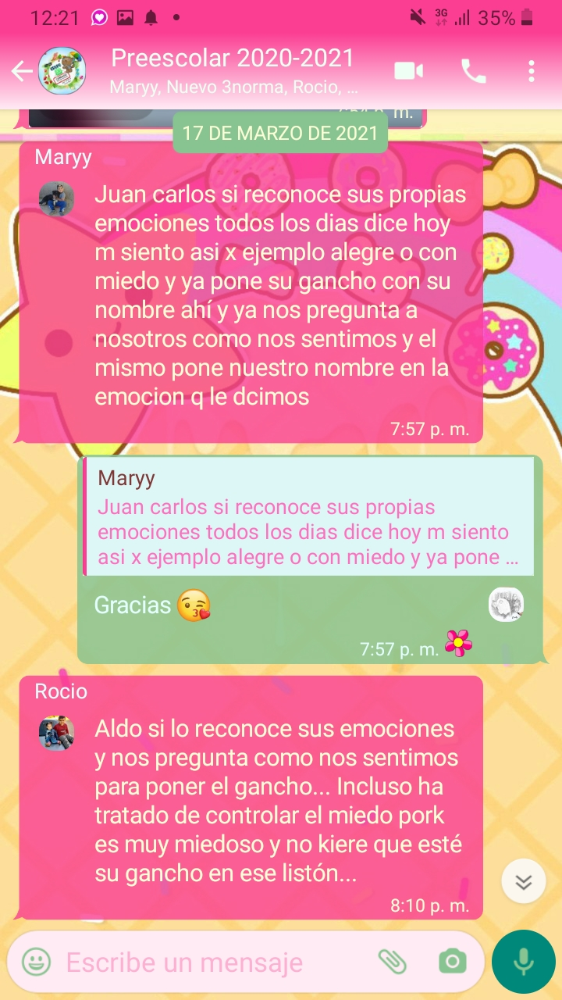 12:21
3G
35%
Preescolar 2020-2021
Maryy, Nuevo 3norma, Rocio, ...
17 DE MARZO DE 2021
Maryy
Juan carlos si reconoce sus propias
emociones todos los dias dice hoy
m siento asi x ejemplo alegre o con
miedo y ya pone su gancho con su
nombre ahí y ya nos pregunta a
nosotros como nos sentimos y el
mismo pone nuestro nombre en la
emocion q le dcimos
7:57 p. m.
Maryy
Juan carlos si reconoce sus propias
emociones todos los dias dice hoy m siento
asi x ejemplo alegre o con miedo y ya pone ...
Gracias
7:57 p. m.
Rocio
Aldo si lo reconoce sus emociones
y nos pregunta como nos sentimos
para poner el gancho... Incluso ha
tratado de controlar el miedo pork
es muy miedoso y no kiere que esté
su gancho en ese listón...
8:10 p. m.
Escribe un mensaje